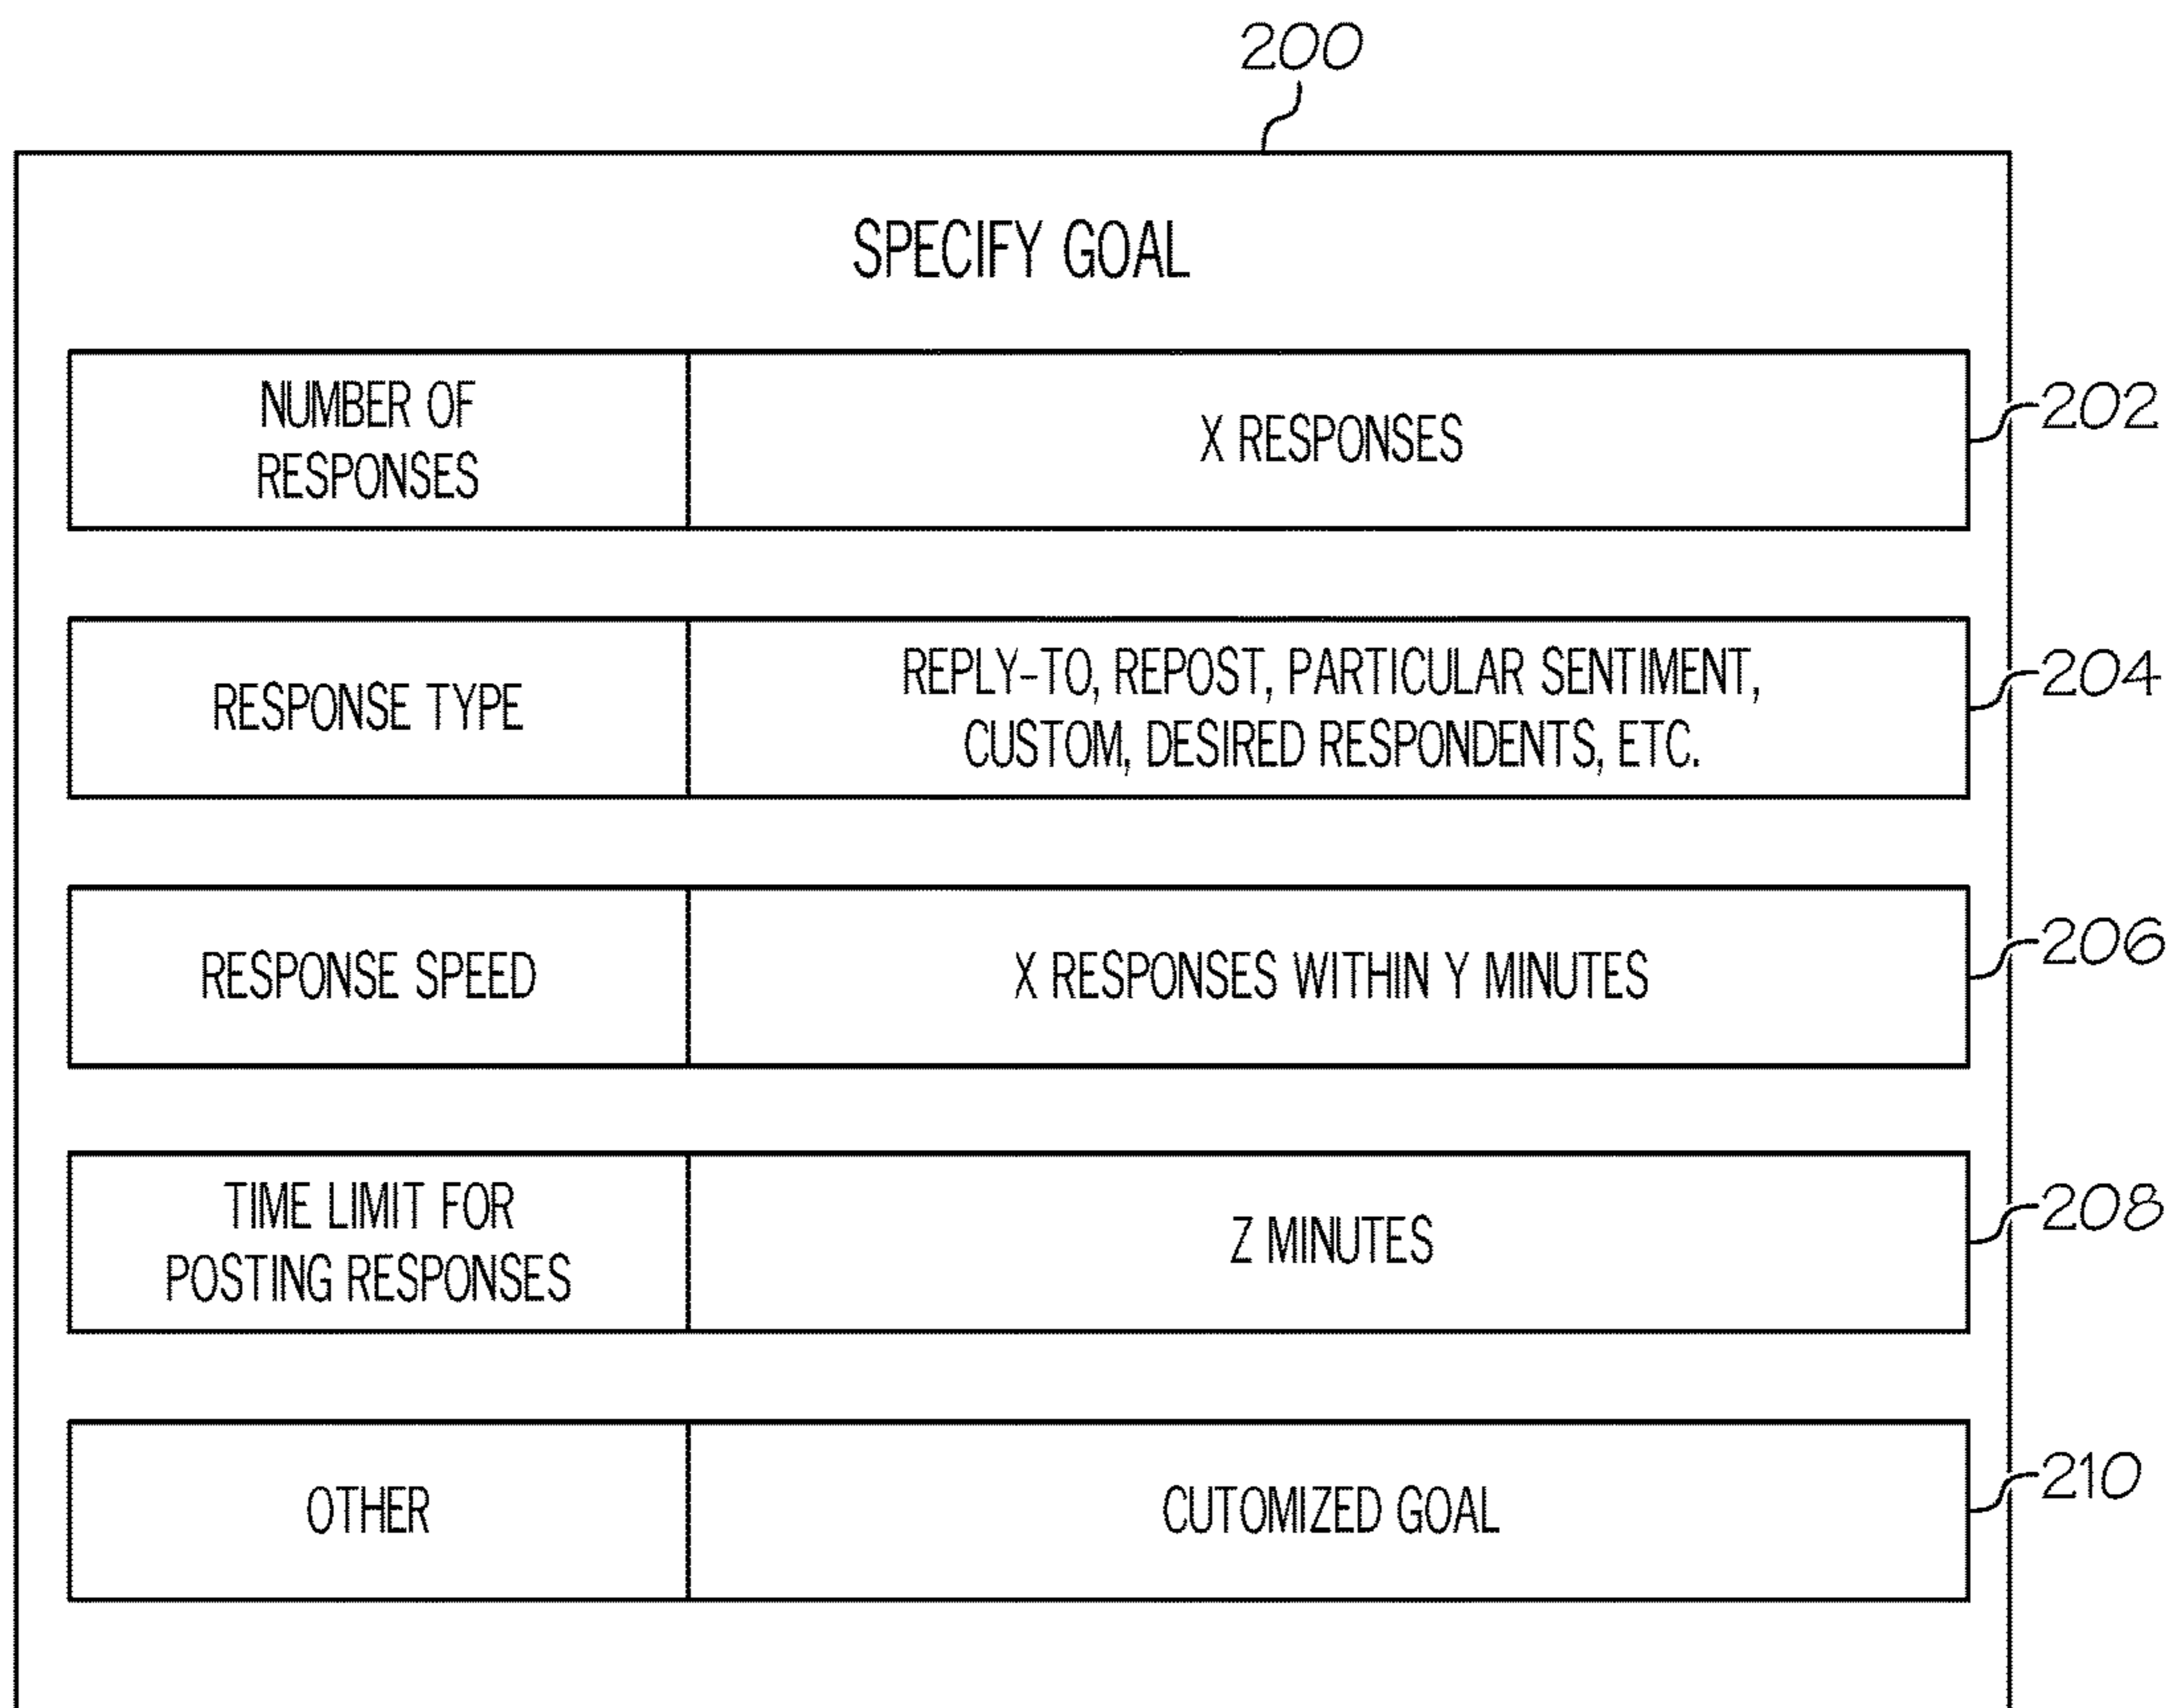 200
SPECIFY GOAL
NUMBER OF
RESPONSES
X RESPONSES
202
RESPONSE TYPE
REPLY-TO, REPOST, PARTICULAR SENTIMENT,
CUSTOM, DESIRED RESPONDENTS, ETC.
204
RESPONSE SPEED
X RESPONSES WITHIN Y MINUTES
206
TIME LIMIT FOR
POSTING RESPONSES
Z MINUTES
208
OTHER
CUTOMIZED GOAL
210